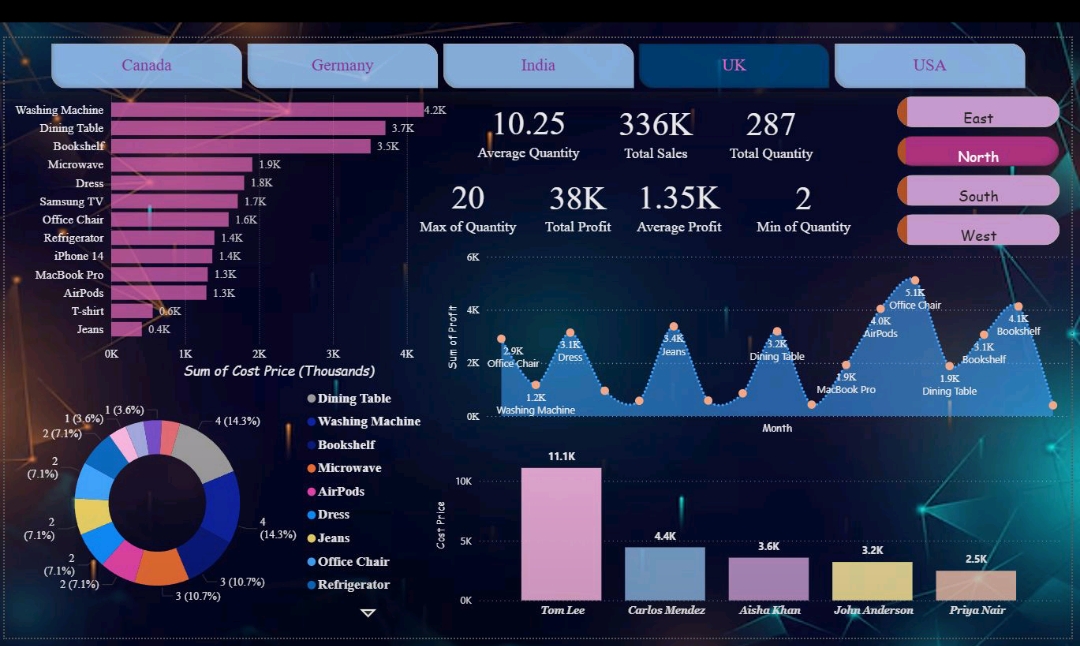 Canada
Germany
India
UK
USA
Washing Machine
4.2K
Dining Table
3.7K
Bookshelf
3.5K
Microwave
1.9K
Dress
1.8K
Samsung TV
1.7K
Office Chair
1.6K
Refrigerator
1.4K
iPhone 14
1.4K
MacBook Pro
1.3K
AirPods
1.3K
T-shirt
0.6K
Jeans
0.4K
0K 1K 2K 3K 4K
Sum of Cost Price (Thousands)
10.25
Average Quantity
336K
Total Sales
287
Total Quantity
20
Max of Quantity
38K
Total Profit
1.35K
Average Profit
2
Min of Quantity
East
North
South
West
6K
4K
2K
0K
Sum of Profit
2.9K
Office Chair
1.2K
Washing Machine
3.1K
Dress
3.4K
Jeans
3.2K
Dining Table
1.9K
MacBook Pro
4.0K
AirPods
5.1K
Office Chair
1.9K
Dining Table
3.1K
Bookshelf
4.1K
Bookshelf
Month
1 (3.6%)
1 (3.6%)
2 (7.1%)
2
(7.1%)
2
(7.1%)
2
(7.1%)
2 (7.1%)
3 (10.7%)
3 (10.7%)
4
(14.3%)
4 (14.3%)
Dining Table
Washing Machine
Bookshelf
Microwave
AirPods
Dress
Jeans
Office Chair
Refrigerator
10K
5K
0K
Cost Price
11.1K
4.4K
3.6K
3.2K
2.5K
Tom Lee
Carlos Mendez
Aisha Khan
John Anderson
Priya Nair